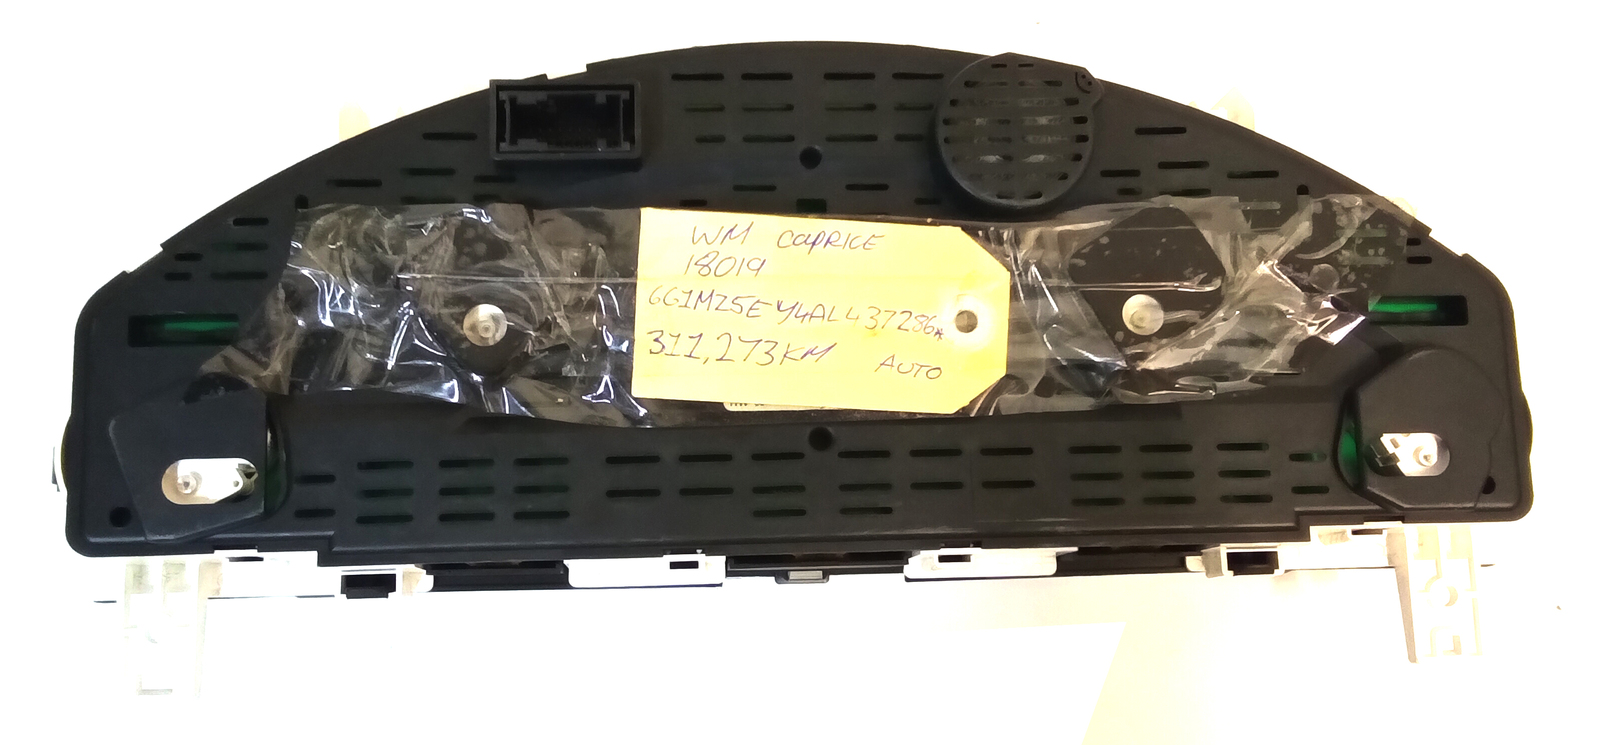 WM CAPRICE
18019
6G1MZ5EY4AL437286*
311,273KM AUTO